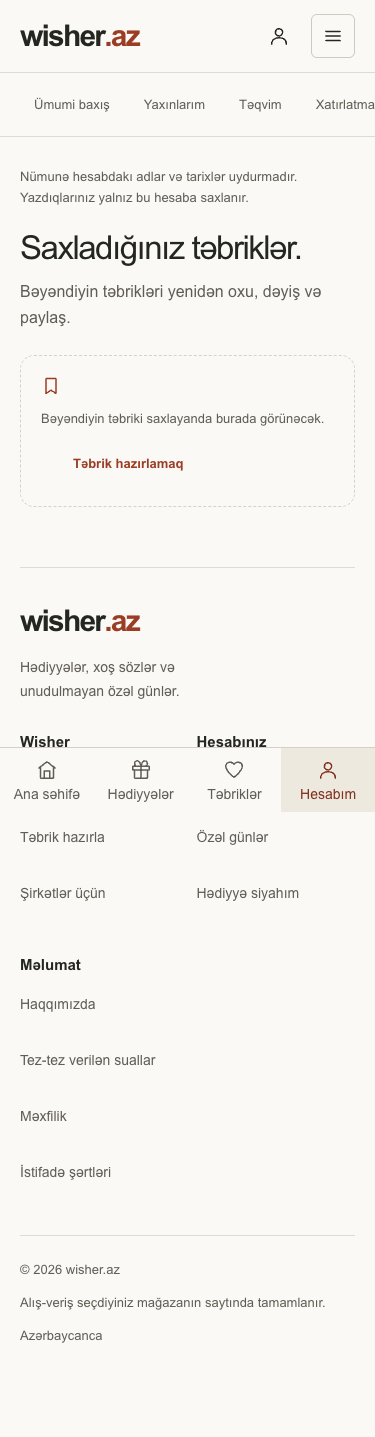 wisher.az
Ümumi baxış Yaxınlarım Təqvim Xatırlatma
Nümunə hesabdakı adlar və tarixlər uydurmadır.
Yazdıqlarınız yalnız bu hesaba saxlanır.
Saxladığınız təbriklər.
Bəyəndiyin təbrikləri yenidən oxu, dəyiş və
paylaş.
Bəyəndiyin təbriki saxlayanda burada görünəcək.
Təbrik hazırlamaq
wisher.az
Hədiyyələr, xoş sözlər və
unudulmayan özəl günlər.
Wisher Hesabınız
Ana səhifə Hədiyyələr Təbriklər Hesabım
Təbrik hazırla Özəl günlər
Şirkətlər üçün Hədiyyə siyahım
Məlumat
Haqqımızda
Tez-tez verilən suallar
Məxfilik
İstifadə şərtləri
© 2026 wisher.az
Alış-veriş seçdiyiniz mağazanın saytında tamamlanır.
Azərbaycanca